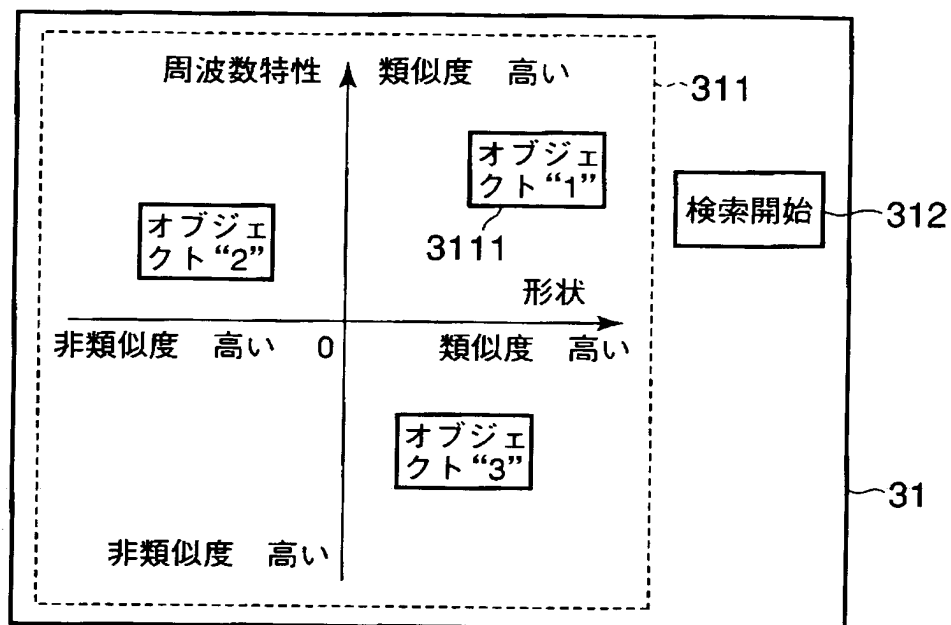 周波数特性
類似度 高い
311
オブジェ
クト“1”
検索開始
312
オブジェ
クト“2”
3111
形状
非類似度 高い 0
類似度 高い
オブジェ
クト“3”
31
非類似度 高い